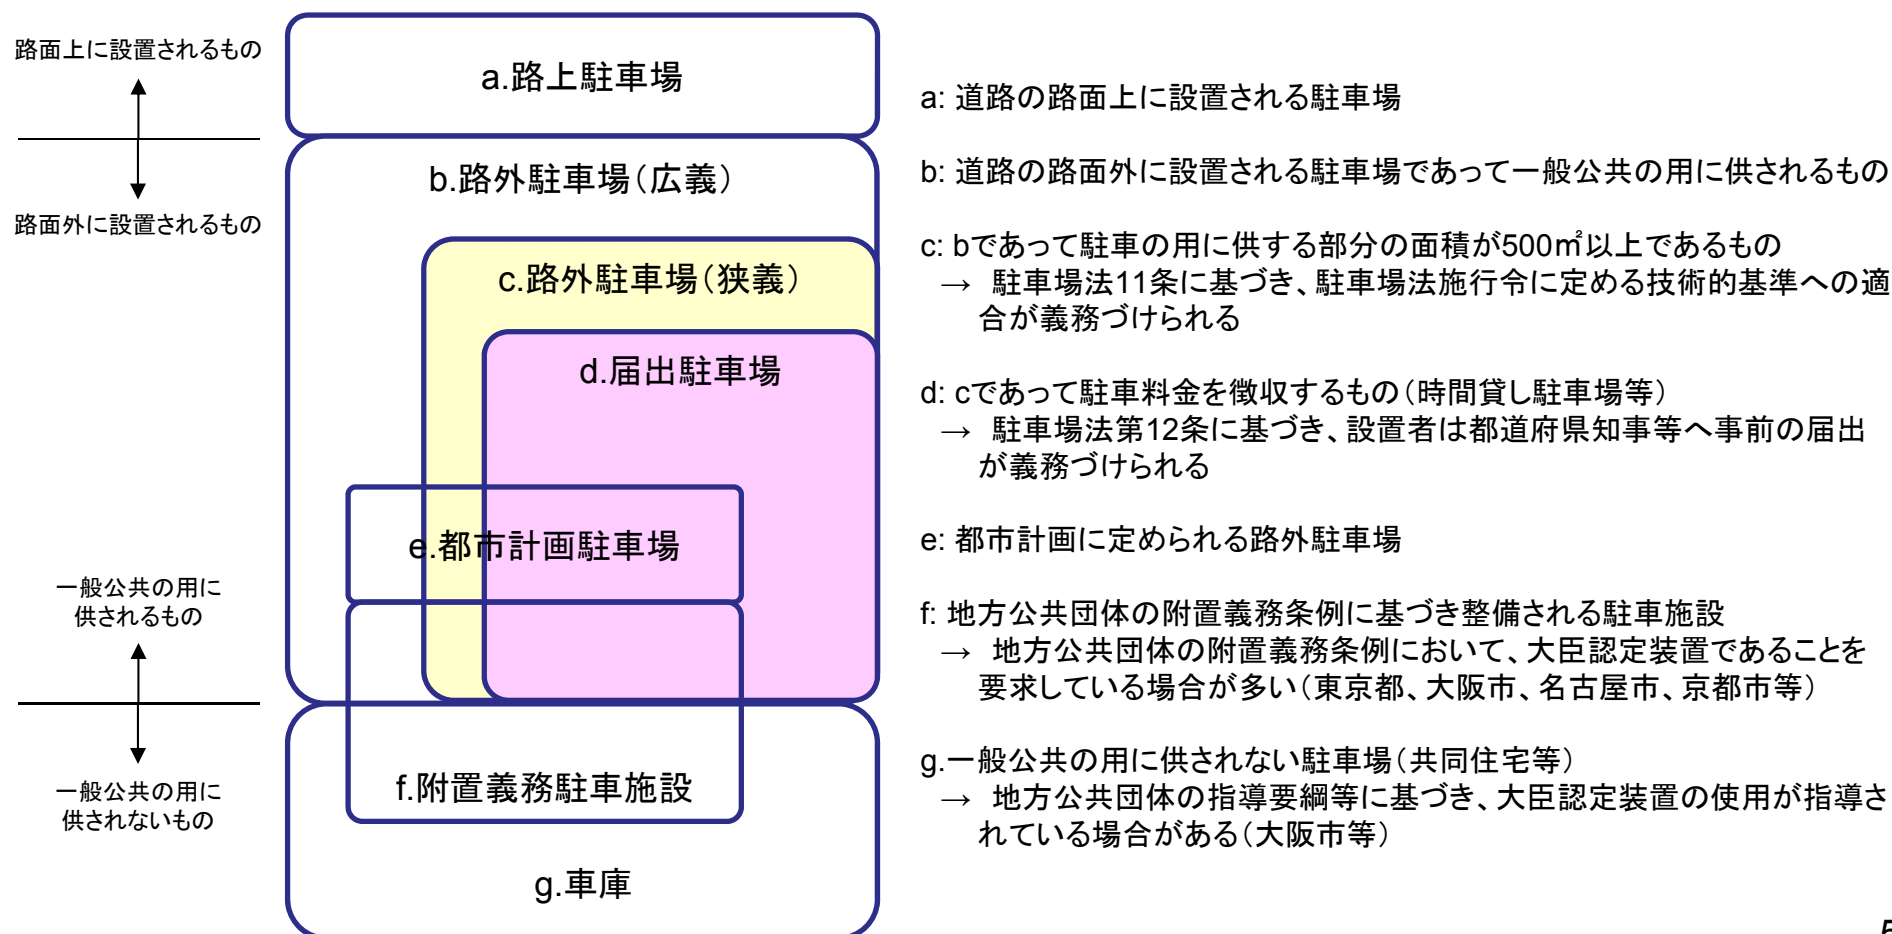 路面上に設置されるもの
路面外に設置されるもの
一般公共の用に
供されるもの
一般公共の用に
供されないもの
a.路上駐車場
b.路外駐車場(広義)
c.路外駐車場(狭義)
d.届出駐車場
e.都市計画駐車場
f.附置義務駐車施設
g.車庫
a: 道路の路面上に設置される駐車場
b: 道路の路面外に設置される駐車場であって一般公共の用に供されるもの
c: bであって駐車の用に供する部分の面積が500㎡以上であるもの
→ 駐車場法11条に基づき、駐車場法施行令に定める技術的基準への適
合が義務づけられる
d: cであって駐車料金を徴収するもの(時間貸し駐車場等)
→ 駐車場法第12条に基づき、設置者は都道府県知事等へ事前の届出
が義務づけられる
e: 都市計画に定められる路外駐車場
f: 地方公共団体の附置義務条例に基づき整備される駐車施設
→ 地方公共団体の附置義務条例において、大臣認定装置であることを
要求している場合が多い(東京都、大阪市、名古屋市、京都市等)
g.一般公共の用に供されない駐車場(共同住宅等)
→ 地方公共団体の指導要綱等に基づき、大臣認定装置の使用が指導さ
れている場合がある(大阪市等)